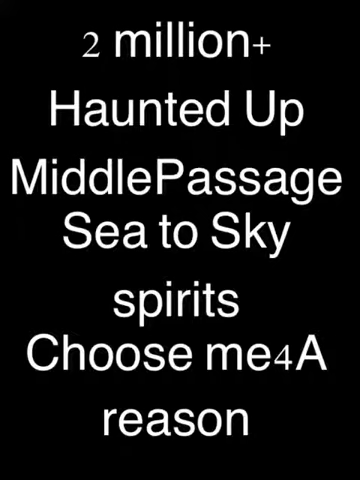 2 million+
Haunted Up
MiddlePassage
Sea to Sky
spirits
Choose me4A
reason